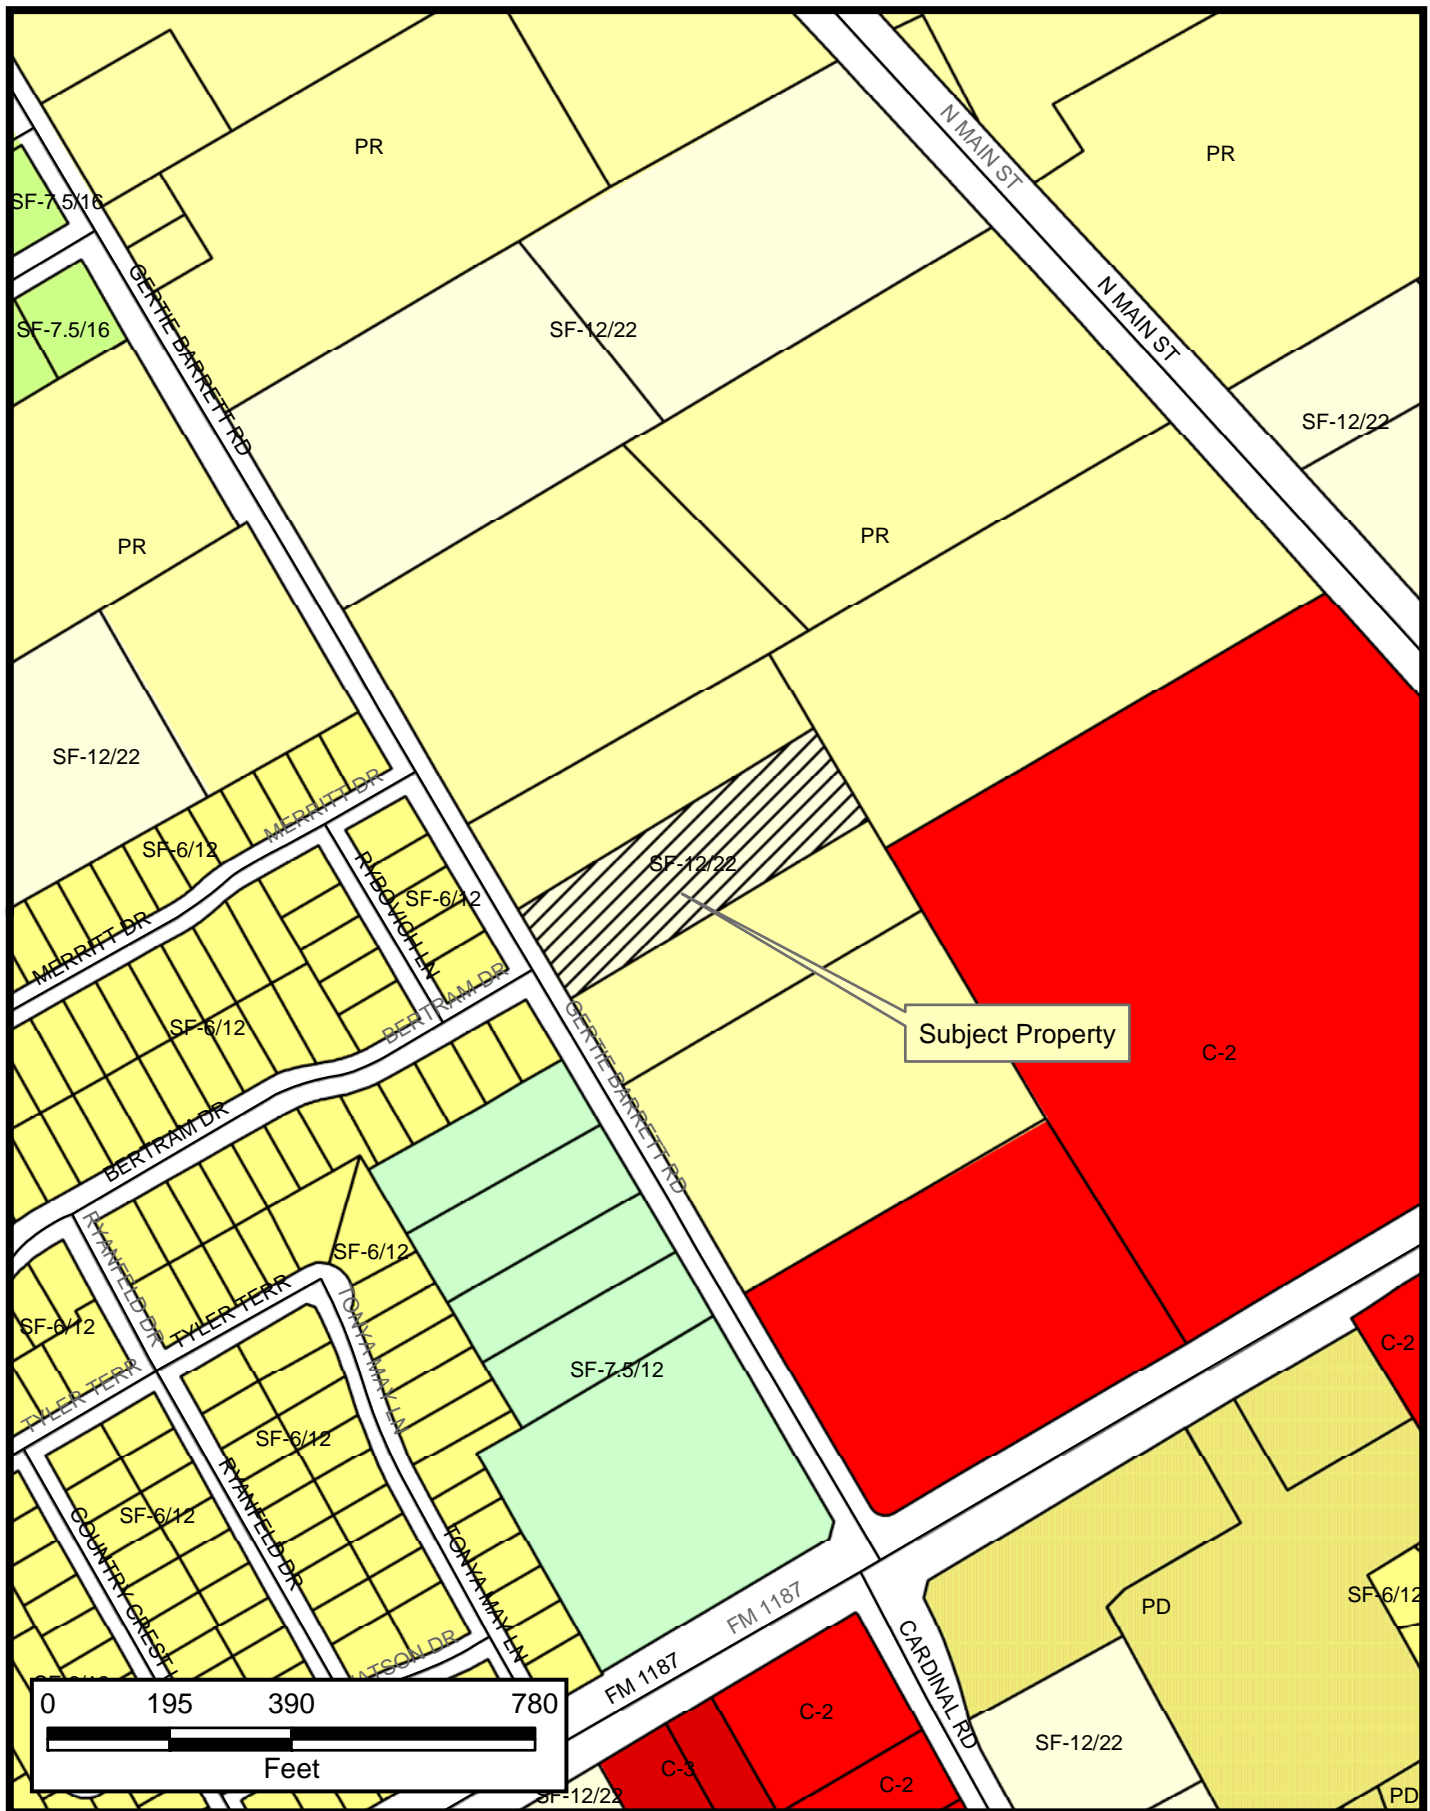 N MAIN ST
PR
PR
SF-7.5/16
GERTIE BARRETT RD
N MAIN ST
SF-7.5/16
SF-12/22
SF-12/22
PR
PR
SF-12/22
MERRITT DR
SF-6/12
RYBOVICH LN
SF-12/22
SF-6/12
MERRITT DR
BERTRAM DR
SF-6/12
GERTIE BARRETT RD
Subject Property
C-2
BERTRAM DR
RYANFELD DR
SF-6/12
TYLER TERR
TONYA MAY LN
SF-6/12
C-2
SF-7.5/12
TYLER TERR
SF-6/12
RYANFELD DR
COUNTRY CREST
SF-6/12
TONYA MAY LN
FM 1187
SF-6/12
PD
CARDINAL RD
FM 1187
0 195 390 780
Feet
C-2
SF-12/22
C-3
C-2
SF-12/22
PD